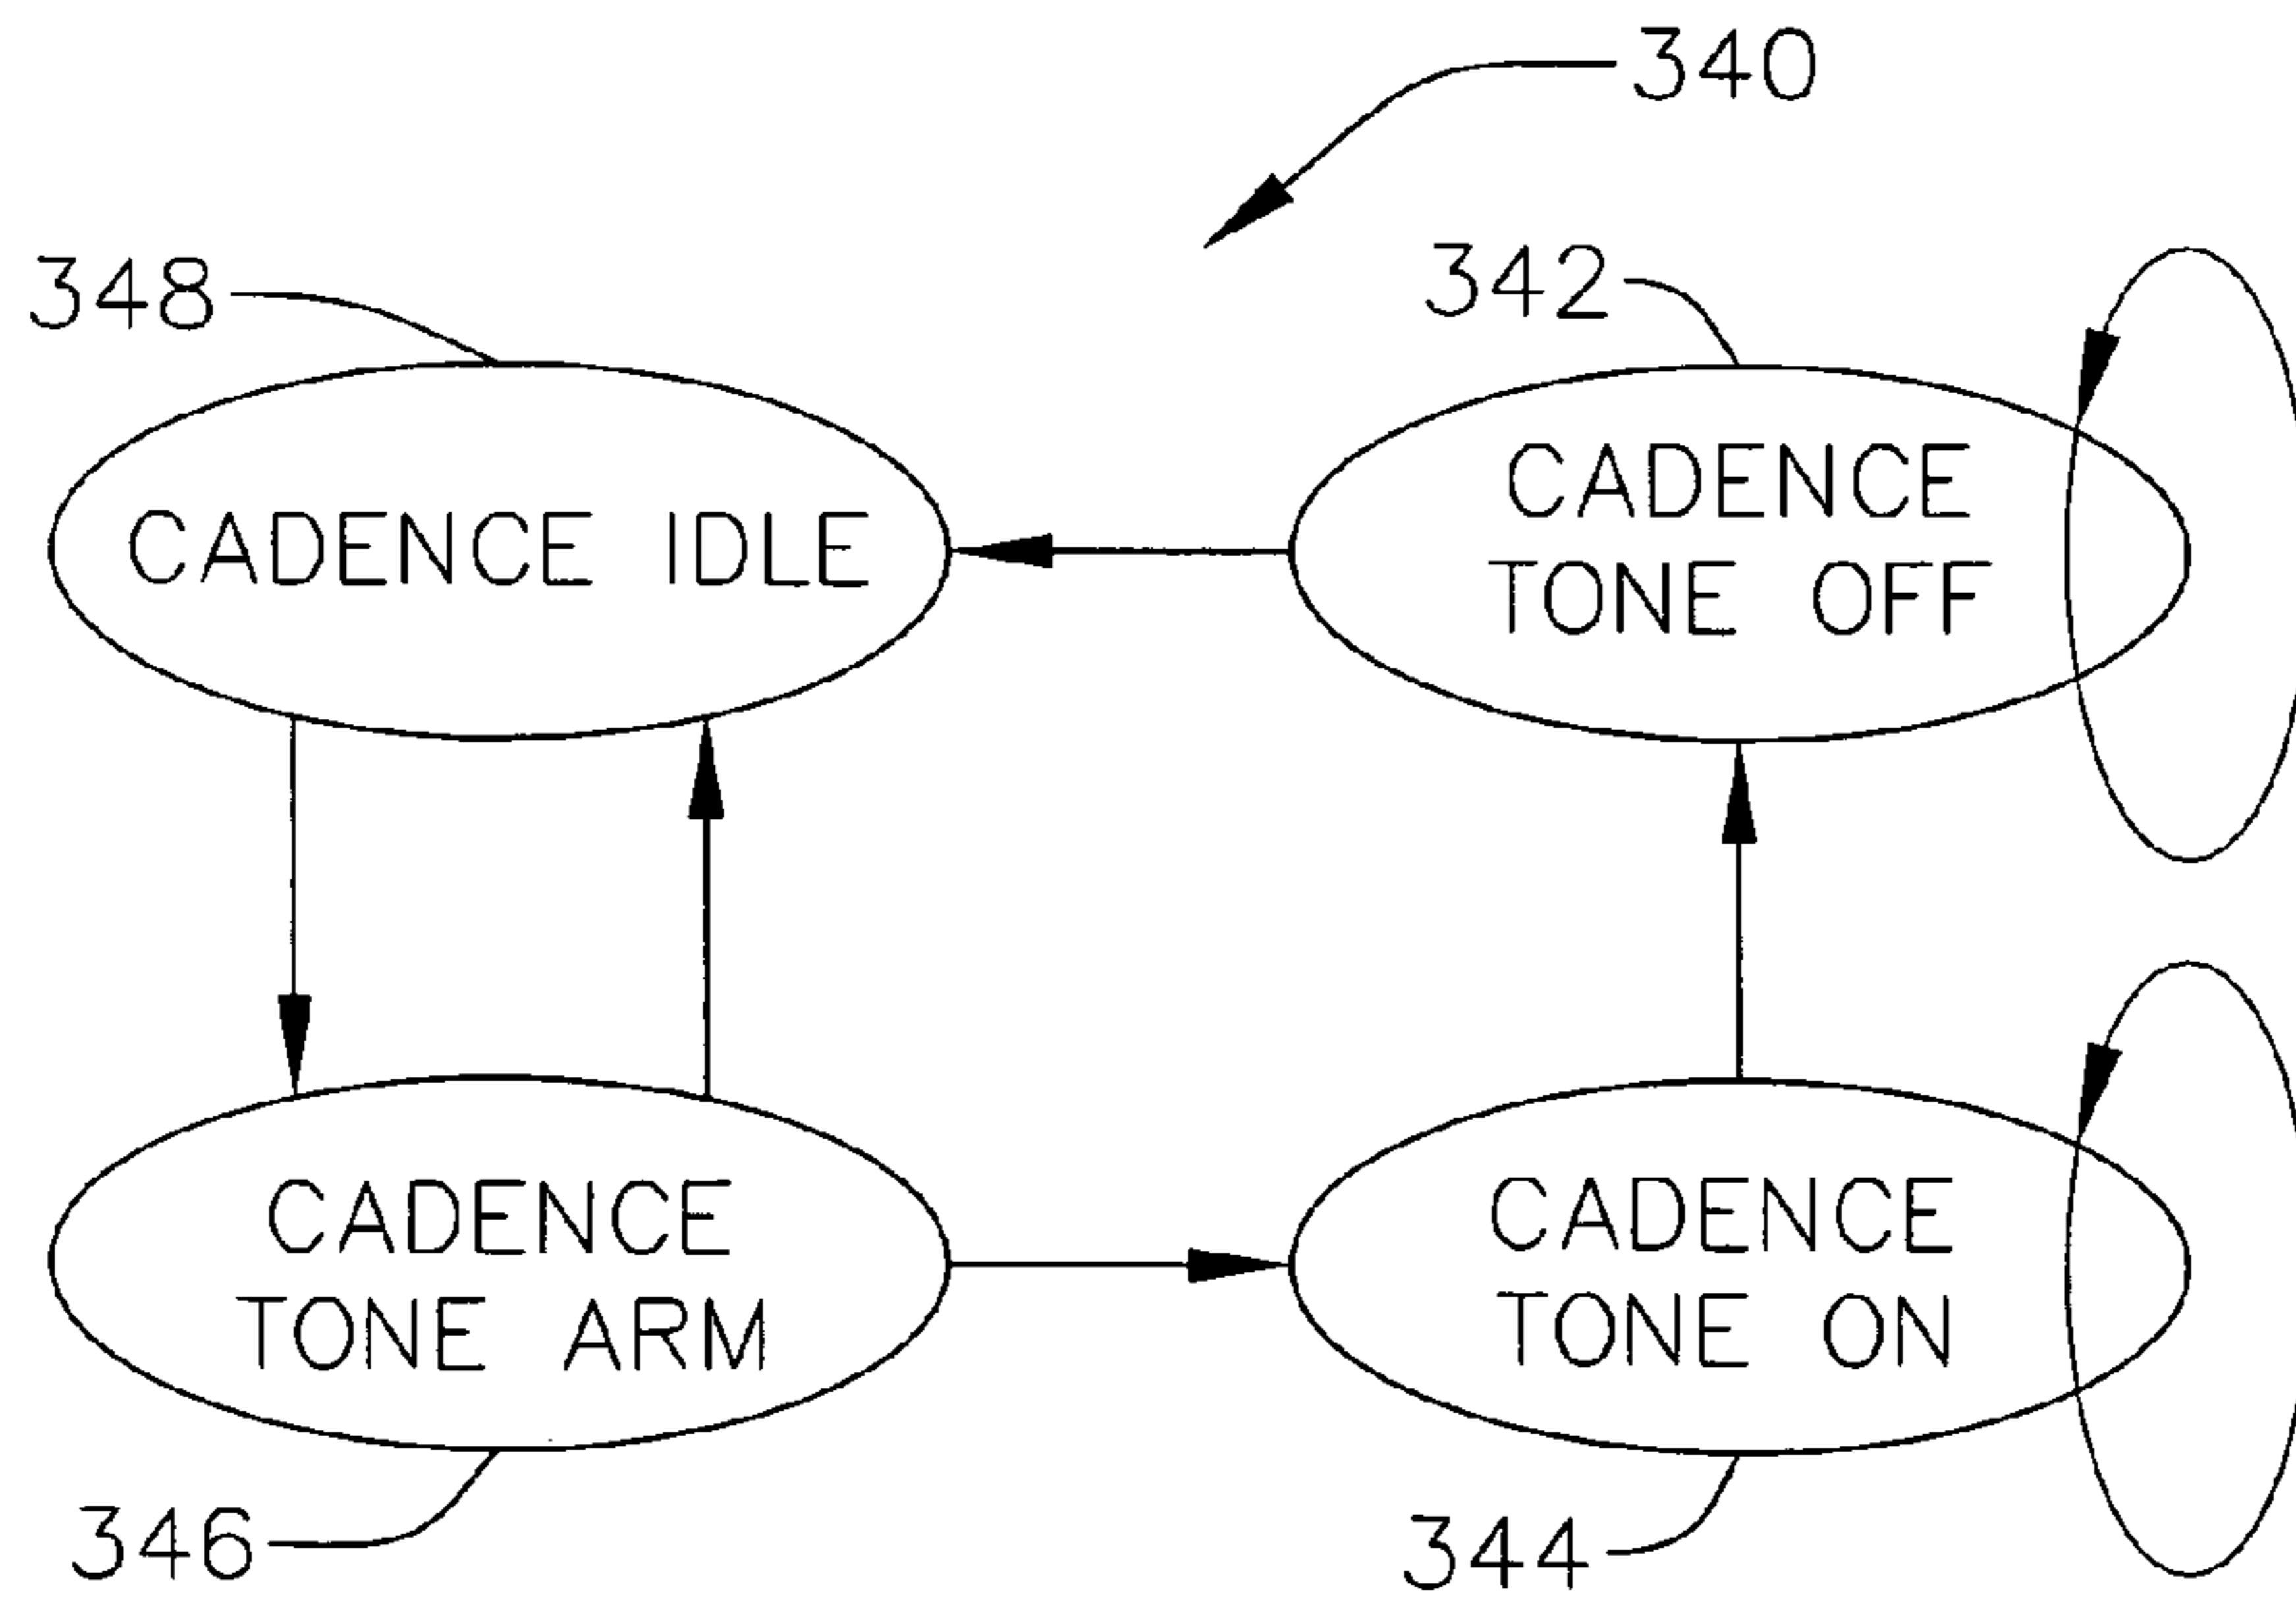 340
348
342
CADENCE IDLE
CADENCE
TONE OFF
CADENCE
TONE ARM
CADENCE
TONE ON
346
344